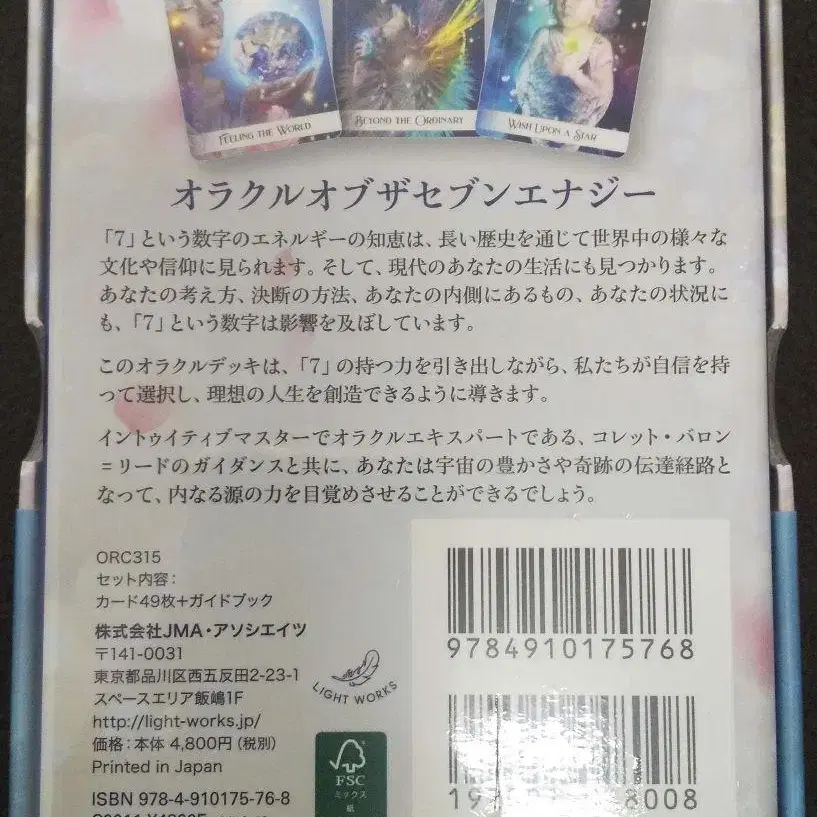 FEELING THE WORLD
BEYOND THE ORDINARY
WISH UPON A STAR
オラクルオブザセブンエナジー
「7」という数字のエネルギーの知恵は、長い歴史を通じて世界中の様々な
文化や信仰に見られます。そして、現代のあなたの生活にも見つかります。
あなたの考え方、決断の方法、あなたの内側にあるもの、あなたの状況に
も、「7」という数字は影響を及ぼしています。
このオラクルデッキは、「7」の持つ力を引き出しながら、私たちが自信を持
って選択し、理想の人生を創造できるように導きます。
イントゥイティブマスターでオラクルエキスパートである、コレット・バロン
=リードのガイダンスと共に、あなたは宇宙の豊かさや奇跡の伝達経路と
なって、内なる源の力を目覚めさせることができるでしょう。
ORC315
セット内容:
カード49枚+ガイドブック
株式会社JMA・アソシエイツ
〒141-0031
東京都品川区西五反田2-23-1
スペースエリア飯嶋1F
http://light-works.jp/
価格:本体 4,800円(税別)
Printed in Japan
ISBN 978-4-910175-76-8
LIGHT WORKS
FSC
ミックス
紙
9784910175768